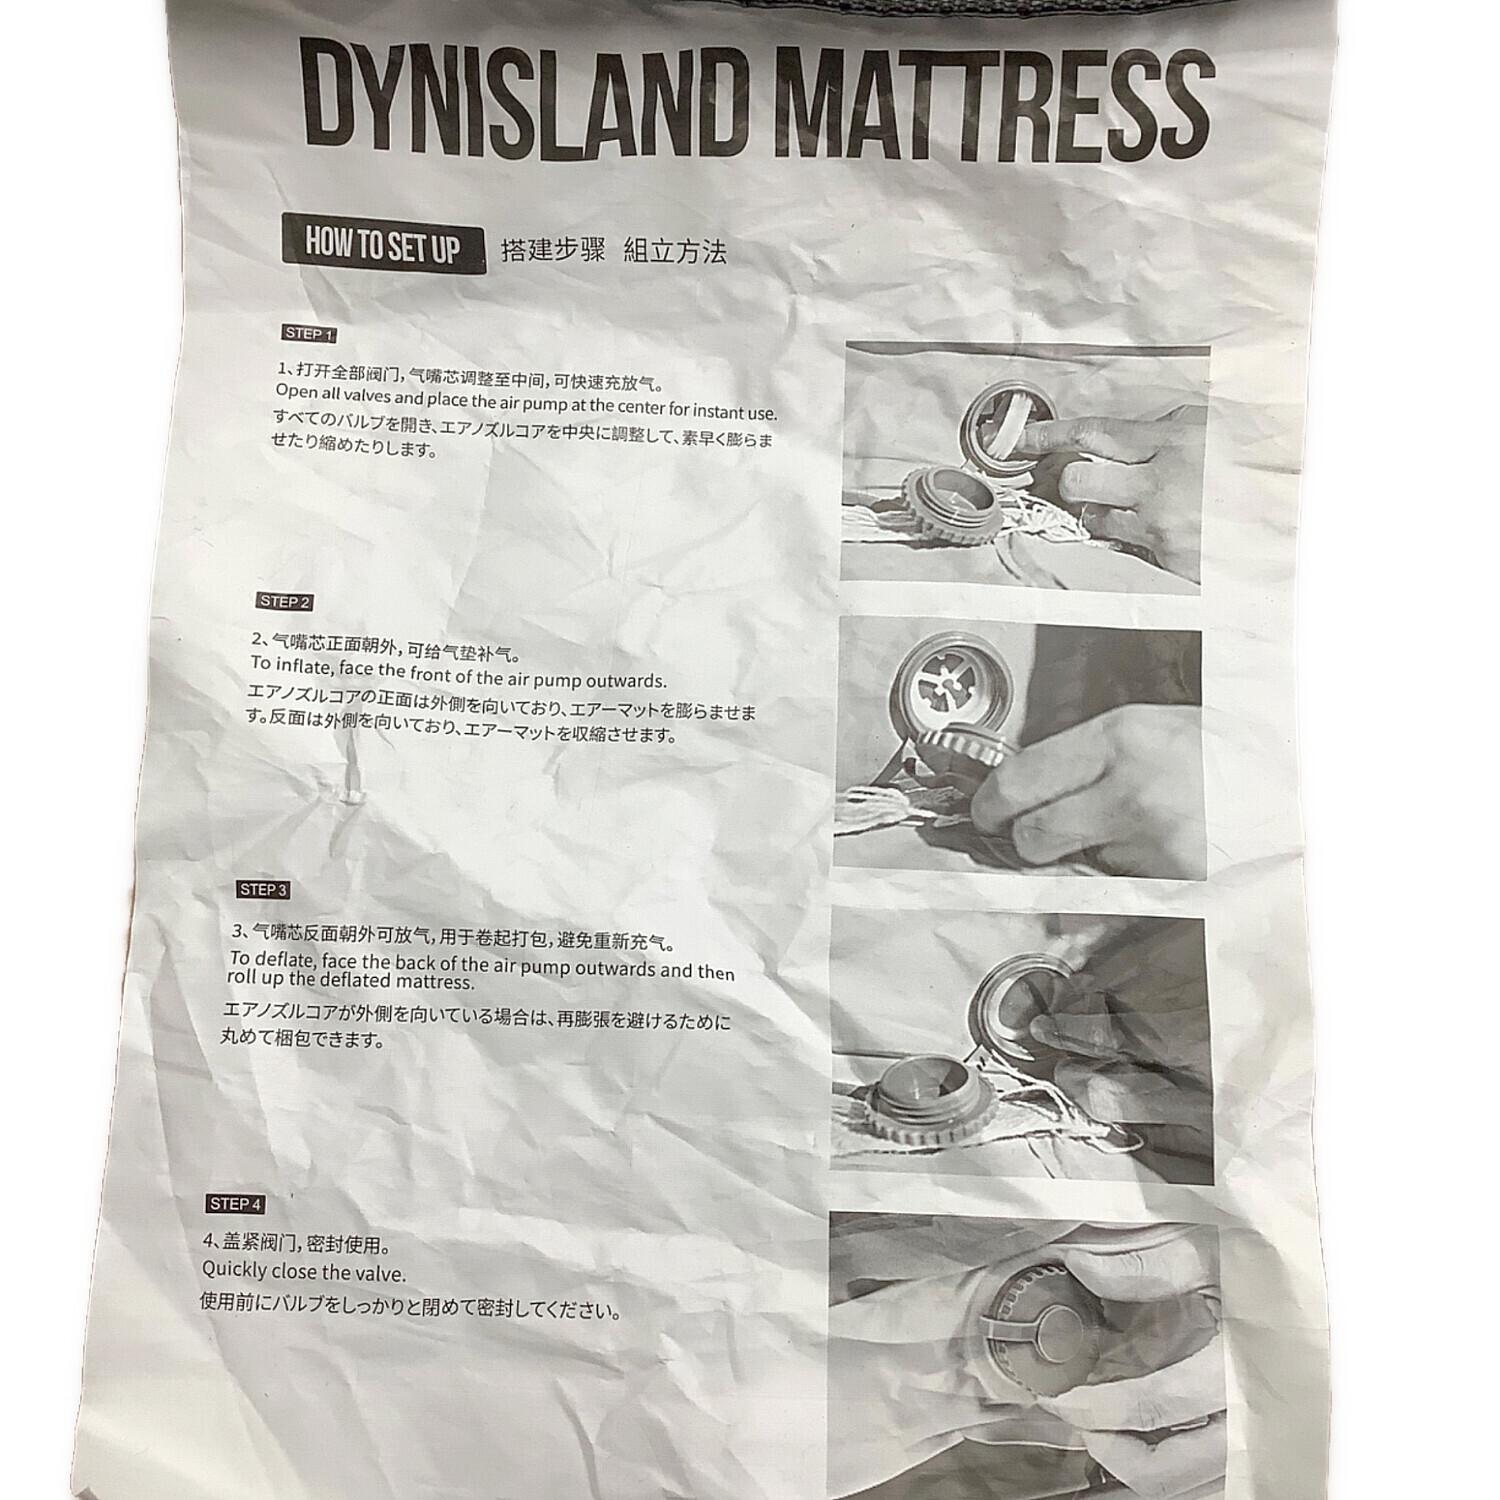 DYNISLAND MATTRESS
HOW TO SET UP 搭建步骤 組立方法
STEP 1
1、打开全部阀门，气嘴芯调整至中间，可快速充放气。
Open all valves and place the air pump at the center for instant use.
すべてのバルブを開き、エアノズルコアを中央に調整して、素早く膨らま
せたり縮めたりします。
STEP 2
2、气嘴芯正面朝外，可给气垫补气。
To inflate, face the front of the air pump outwards.
エアノズルコアの正面は外側を向いており、エアーマットを膨らませま
す。反面は外側を向いており、エアーマットを収縮させます。
STEP 3
3、气嘴芯反面朝外可放气，用于卷起打包，避免重新充气。
To deflate, face the back of the air pump outwards and then
roll up the deflated mattress.
エアノズルコアが外側を向いている場合は、再膨張を避けるために
丸めて梱包できます。
STEP 4
4、盖紧阀门，密封使用。
Quickly close the valve.
使用前にバルブをしっかりと閉めて密封してください。